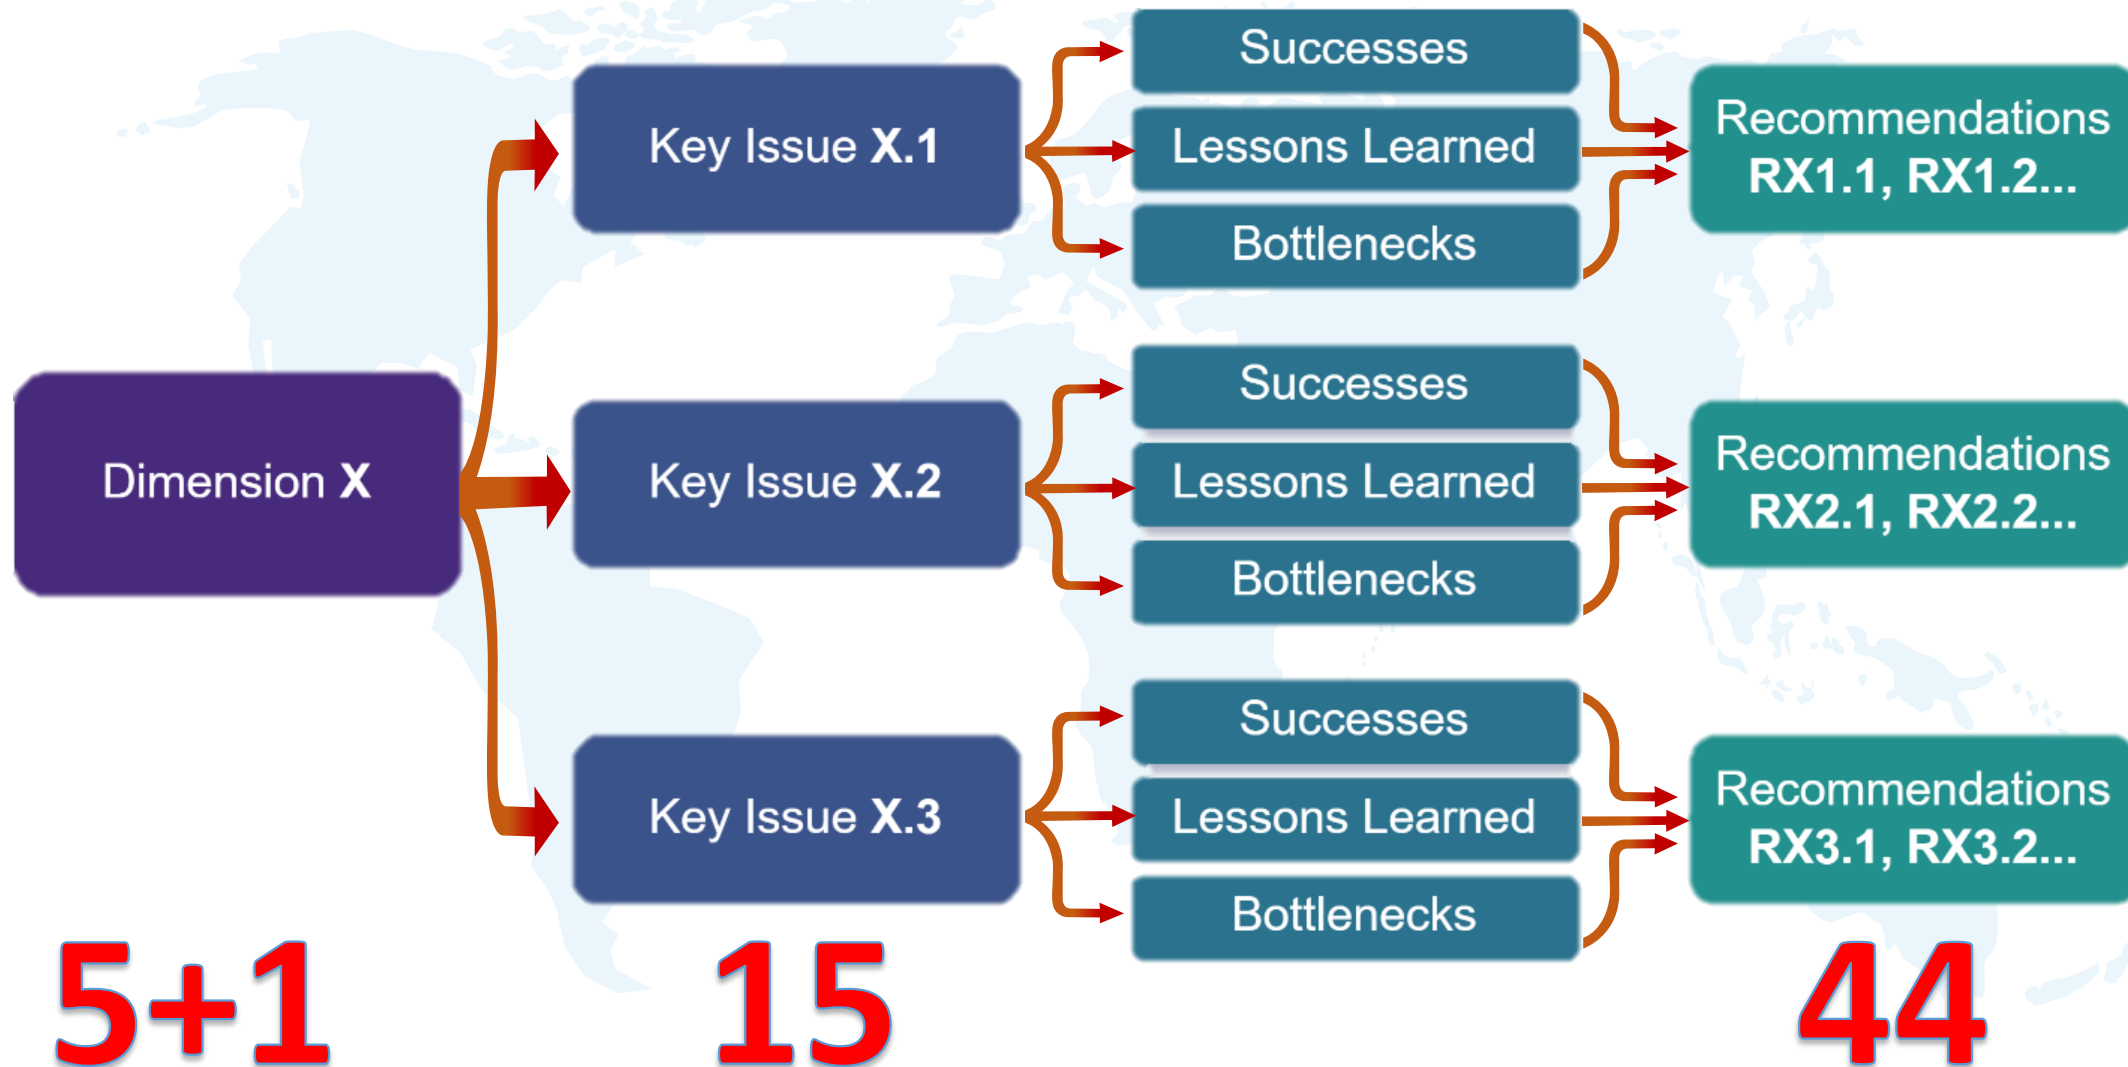 Dimension X
Key Issue X.1
Successes
Lessons Learned
Bottlenecks
Recommendations
RX1.1, RX1.2...
Key Issue X.2
Successes
Lessons Learned
Bottlenecks
Recommendations
RX2.1, RX2.2...
Key Issue X.3
Successes
Lessons Learned
Bottlenecks
Recommendations
RX3.1, RX3.2...
5+1
15
44